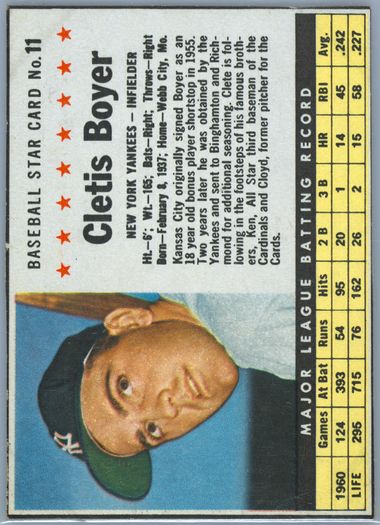 BASEBALL STAR CARD No. 11
Cletis Boyer
NEW YORK YANKEES — INFIELDER
Ht.—6'; Wt.—165; Bats—Right; Throws—Right
Born—February 8, 1937; Home—Webb City, Mo.
Kansas City originally signed Boyer as an
18 year old bonus player shortstop in 1955.
Two years later he was obtained by the
Yankees and sent to Binghamton and Rich-
mond for additional seasoning. Clete is fol-
lowing in the footsteps of his famous broth-
ers, Ken, All Star third baseman of the
Cardinals and Cloyd, former pitcher for the
Cards.
NY
MAJOR LEAGUE BATTING RECORD
Games At Bat Runs Hits 2 B 3 B HR RBI Avg.
1960 124 393 54 95 20 1 14 45 .242
LIFE 295 715 76 162 26 2 15 58 .227